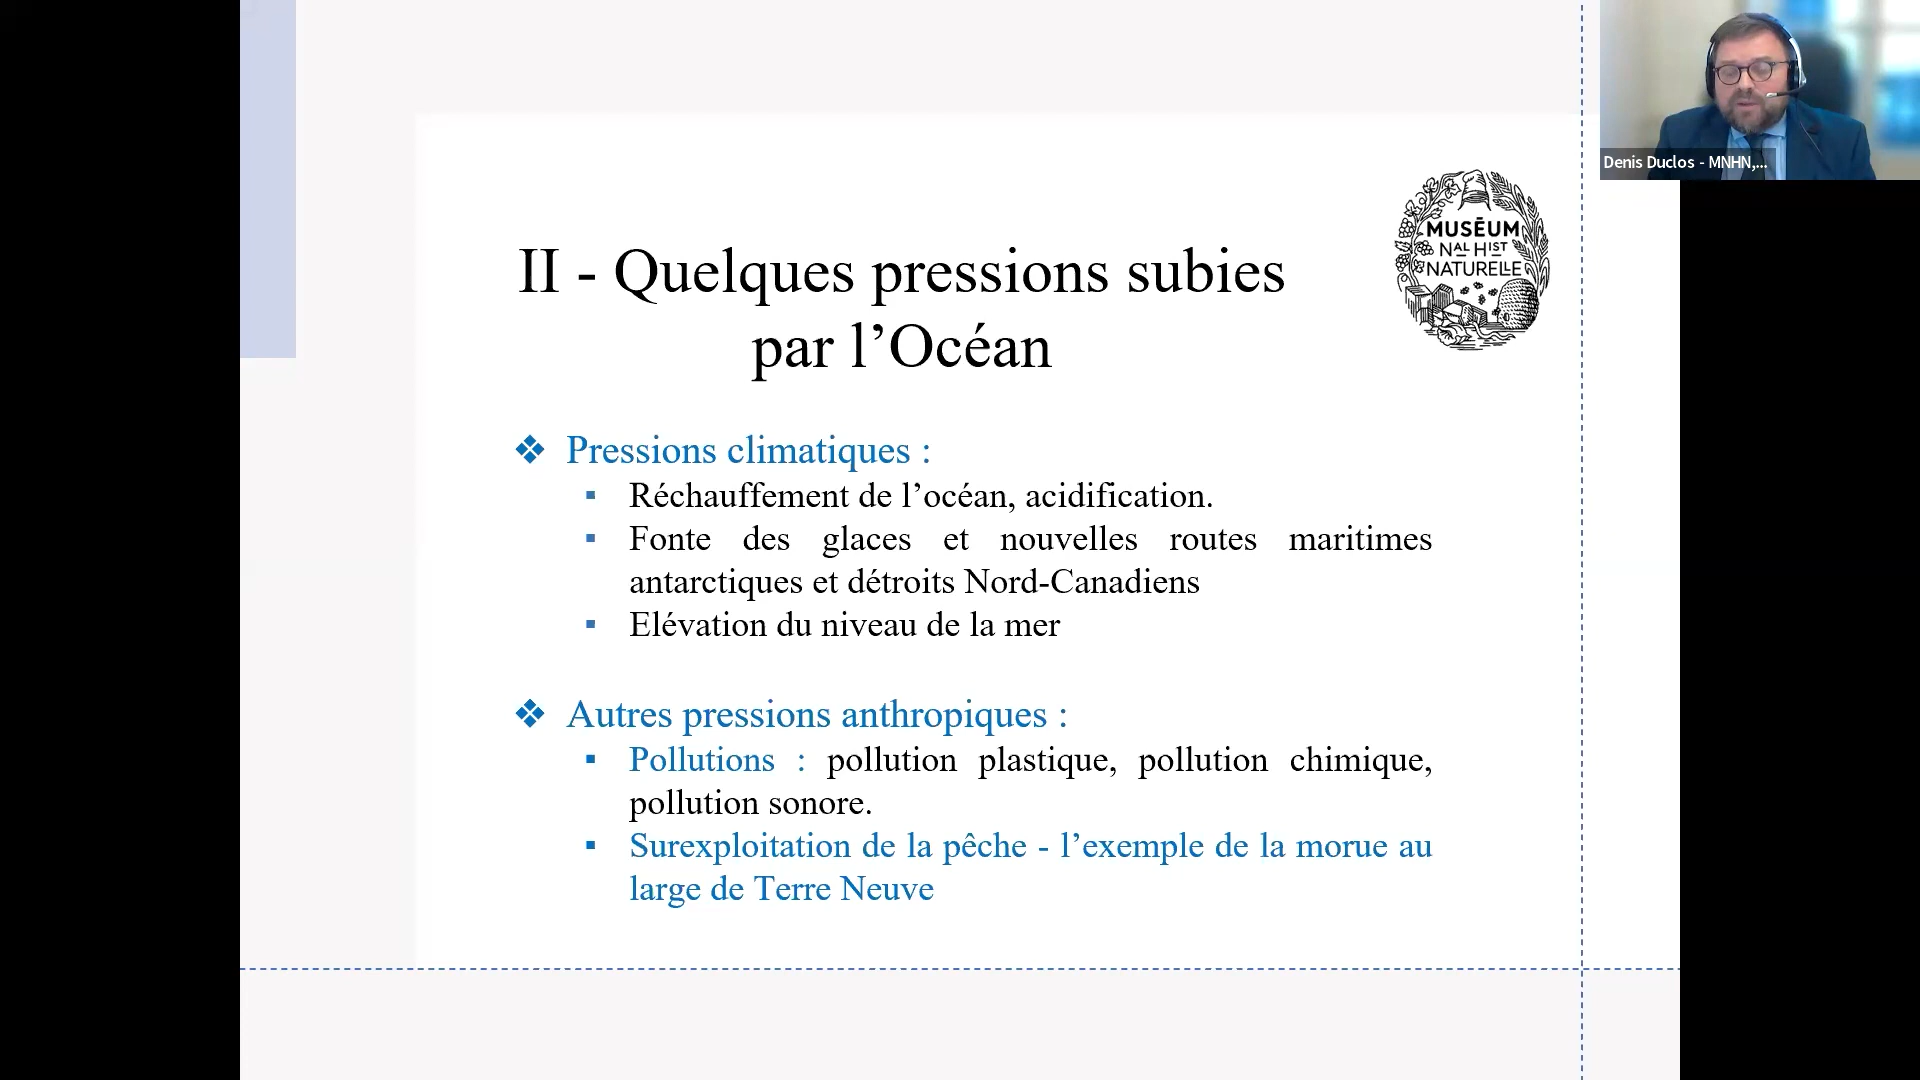 Denis Duclos - MNHN,...
MUSĒUM
NAL HIST
NATURELLE
II - Quelques pressions subies
par l’Océan
❖ Pressions climatiques :
▪ Réchauffement de l’océan, acidification.
▪ Fonte des glaces et nouvelles routes maritimes
antarctiques et détroits Nord-Canadiens
▪ Elévation du niveau de la mer
❖ Autres pressions anthropiques :
▪ Pollutions : pollution plastique, pollution chimique,
pollution sonore.
▪ Surexploitation de la pêche - l’exemple de la morue au
large de Terre Neuve